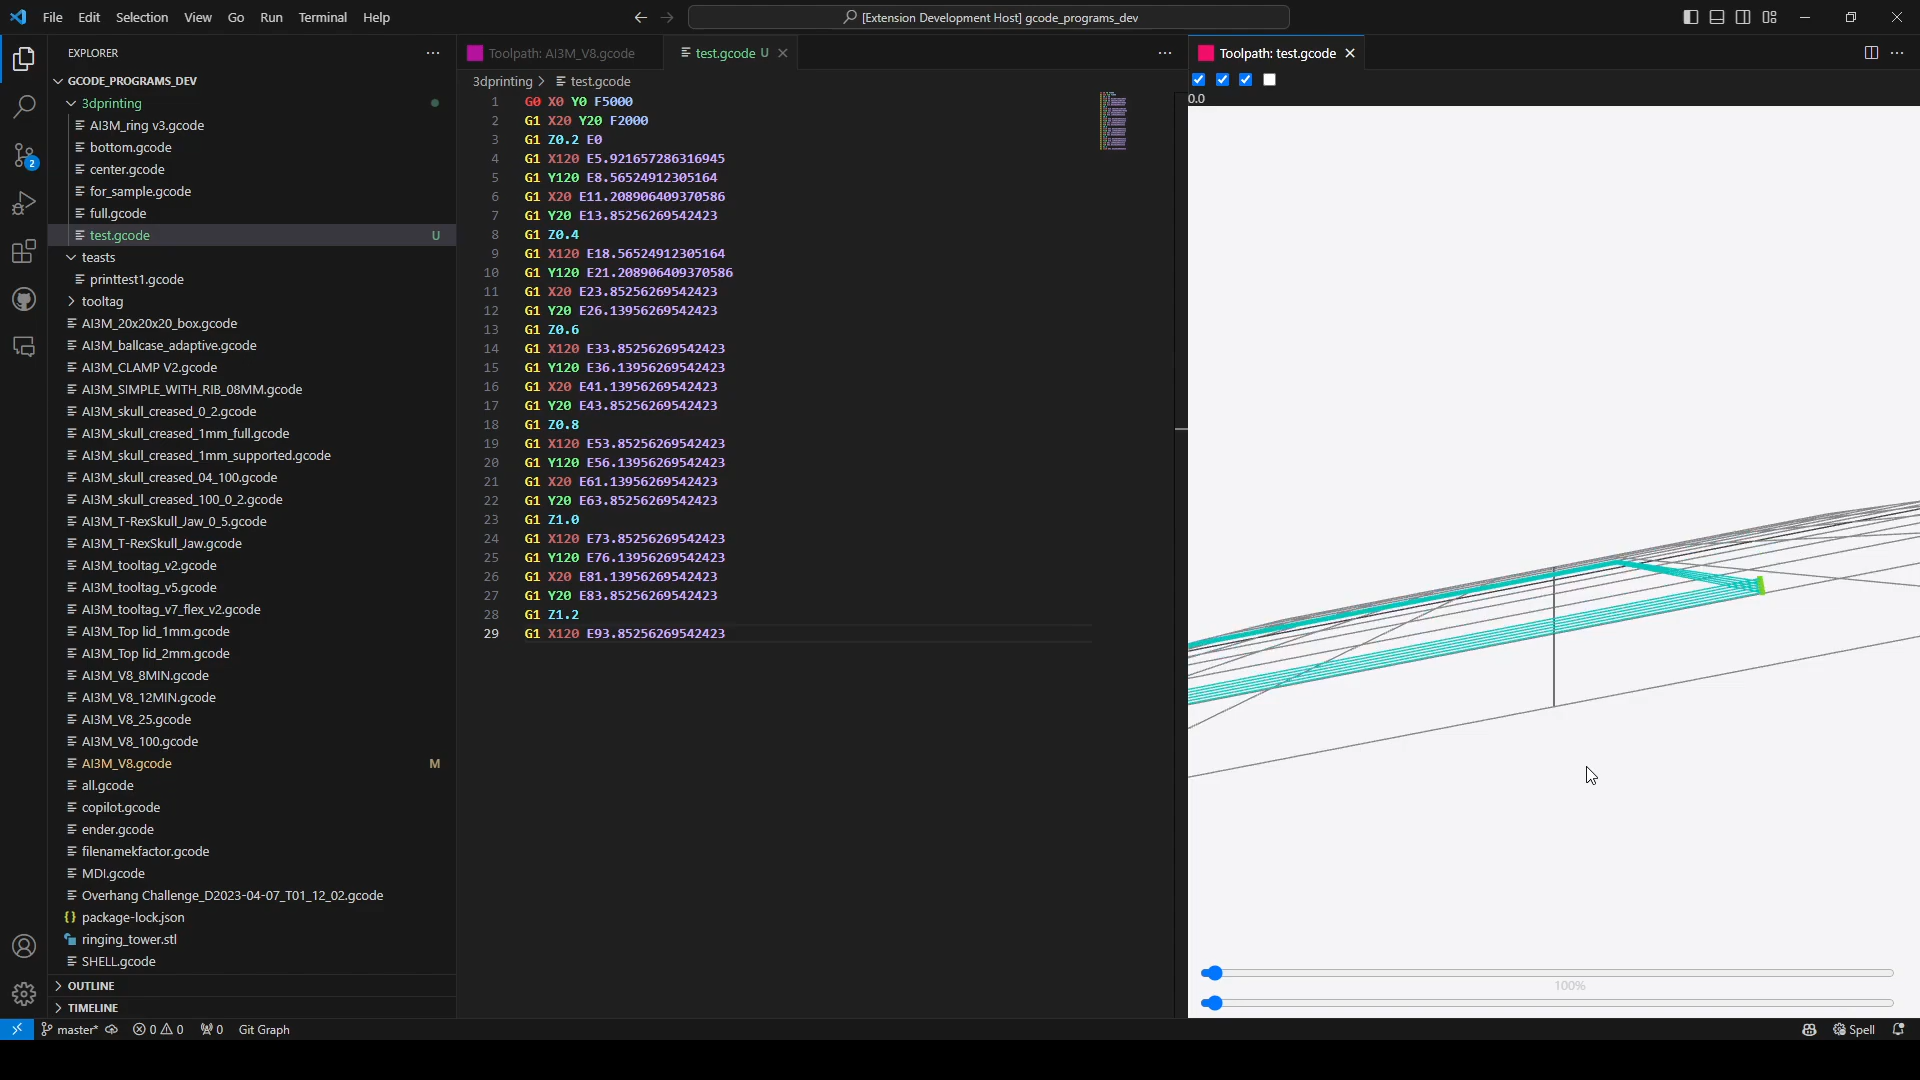 File Edit Selection View Go Run Terminal Help
[Extension Development Host] gcode_programs_dev
EXPLORER
GCODE_PROGRAMS_DEV
3dprinting
AI3M_ring v3.gcode
bottom.gcode
center.gcode
for_sample.gcode
full.gcode
test.gcode U
teasts
printtest1.gcode
tooltag
AI3M_20x20x20_box.gcode
AI3M_ballcase_adaptive.gcode
AI3M_CLAMP V2.gcode
AI3M_SIMPLE_WITH_RIB_08MM.gcode
AI3M_skull_creased_0_2.gcode
AI3M_skull_creased_1mm_full.gcode
AI3M_skull_creased_1mm_supported.gcode
AI3M_skull_creased_04_100.gcode
AI3M_skull_creased_100_0_2.gcode
AI3M_T-RexSkull_Jaw_0_5.gcode
AI3M_T-RexSkull_Jaw.gcode
AI3M_tooltag_v2.gcode
AI3M_tooltag_v5.gcode
AI3M_tooltag_v7_flex_v2.gcode
AI3M_Top lid_1mm.gcode
AI3M_Top lid_2mm.gcode
AI3M_V8_8MIN.gcode
AI3M_V8_12MIN.gcode
AI3M_V8_25.gcode
AI3M_V8_100.gcode
AI3M_V8.gcode M
all.gcode
copilot.gcode
ender.gcode
filenamekfactor.gcode
MDI.gcode
Overhang Challenge_D2023-04-07_T01_12_02.gcode
package-lock.json
ringing_tower.stl
SHELL.gcode
OUTLINE
TIMELINE
2
Toolpath: AI3M_V8.gcode
test.gcode U
3dprinting > test.gcode
1 G0 X0 Y0 F5000
2 G1 X20 Y20 F2000
3 G1 Z0.2 E0
4 G1 X120 E5.921657286316945
5 G1 Y120 E8.56524912305164
6 G1 X20 E11.208906409370586
7 G1 Y20 E13.85256269542423
8 G1 Z0.4
9 G1 X120 E18.56524912305164
10 G1 Y120 E21.208906409370586
11 G1 X20 E23.85256269542423
12 G1 Y20 E26.13956269542423
13 G1 Z0.6
14 G1 X120 E33.85256269542423
15 G1 Y120 E36.13956269542423
16 G1 X20 E41.13956269542423
17 G1 Y20 E43.85256269542423
18 G1 Z0.8
19 G1 X120 E53.85256269542423
20 G1 Y120 E56.13956269542423
21 G1 X20 E61.13956269542423
22 G1 Y20 E63.85256269542423
23 G1 Z1.0
24 G1 X120 E73.85256269542423
25 G1 Y120 E76.13956269542423
26 G1 X20 E81.13956269542423
27 G1 Y20 E83.85256269542423
28 G1 Z1.2
29 G1 X120 E93.85256269542423
Toolpath: test.gcode
0.0
100%
master* 0 0 0 Git Graph
Spell